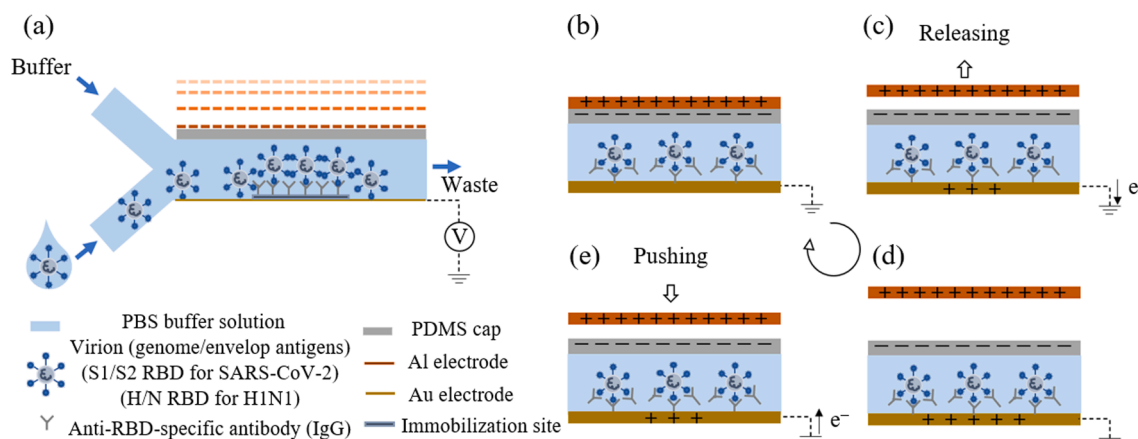 (a)
Buffer
Waste
V
PBS buffer solution
Virion (genome/envelop antigens)
(S1/S2 RBD for SARS-CoV-2)
(H/N RBD for H1N1)
Anti-RBD-specific antibody (IgG)
PDMS cap
Al electrode
Au electrode
Immobilization site
(b)
(c)
Releasing
e
(e)
Pushing
e⁻
(d)